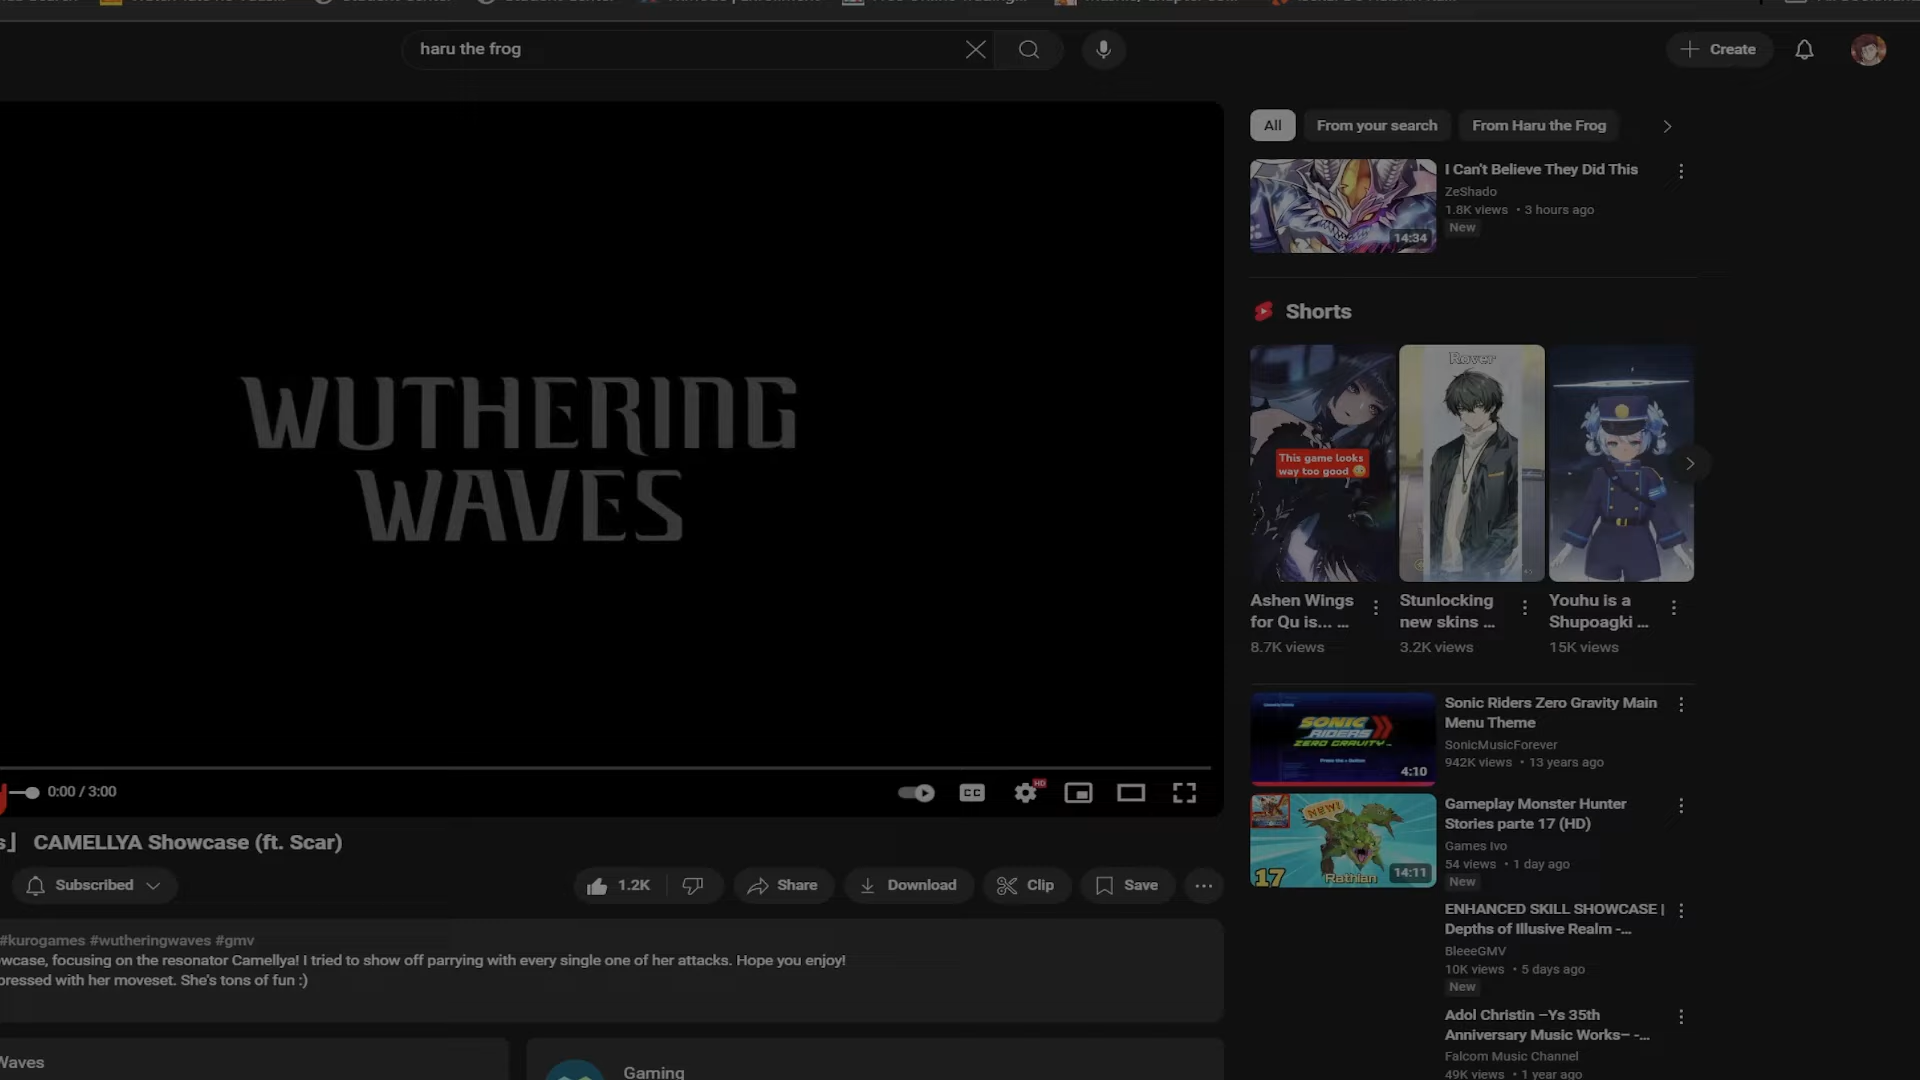 haru the frog
Create
All
From your search
From Haru the Frog
I Can't Believe They Did This
ZeShado
1.8K views • 3 hours ago
New
14:34
Shorts
WUTHERING
WAVES
Rover
This game looks
way too good
Ashen Wings
for Qu is... ...
8.7K views
Stunlocking
new skins ...
3.2K views
Youhu is a
Shupoagki ...
15K views
SONIC
RIDERS
ZERO GRAVITY
4:10
Sonic Riders Zero Gravity Main
Menu Theme
SonicMusicForever
942K views • 13 years ago
0:00 / 3:00
CC
HD
NEW!
17
Rathian
14:11
Gameplay Monster Hunter
Stories parte 17 (HD)
Games Ivo
54 views • 1 day ago
New
s」 CAMELLYA Showcase (ft. Scar)
Subscribed
1.2K
Share
Download
Clip
Save
ENHANCED SKILL SHOWCASE |
Depths of Illusive Realm -...
BleeeGMV
10K views • 5 days ago
New
#kurogames #wutheringwaves #gmv
owcase, focusing on the resonator Camellya! I tried to show off parrying with every single one of her attacks. Hope you enjoy!
pressed with her moveset. She's tons of fun :)
Adol Christin –Ys 35th
Anniversary Music Works– -...
Falcom Music Channel
49K views • 1 year ago
Waves
Gaming